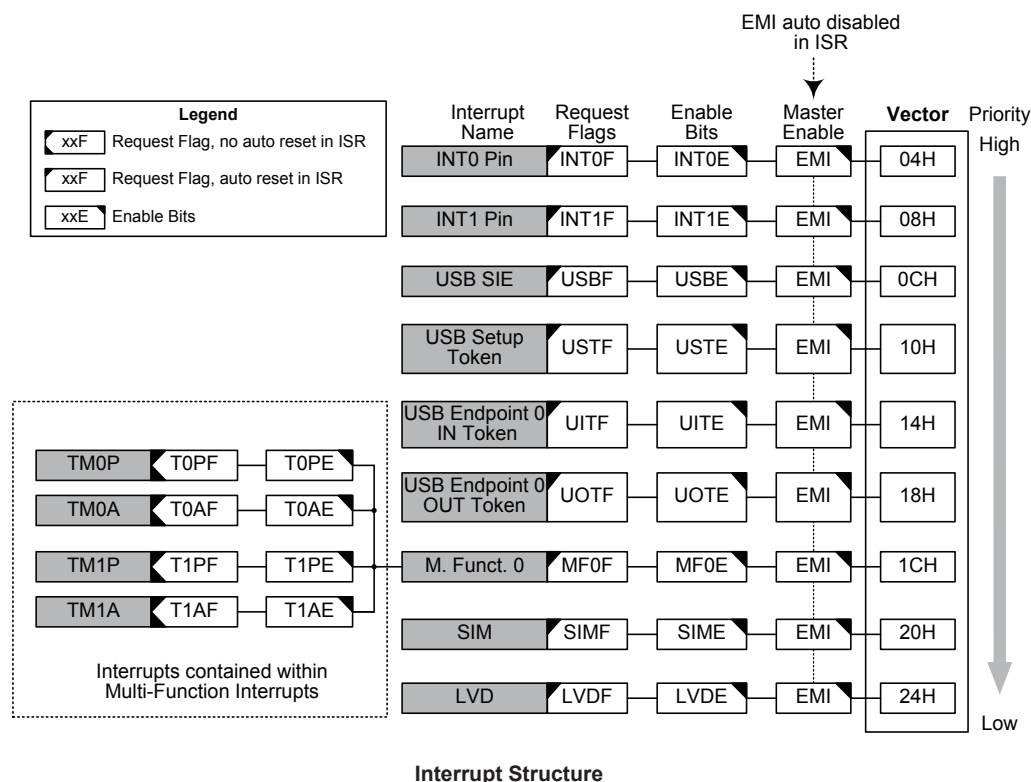 EMI auto disabled
in ISR
Legend
xxF Request Flag, no auto reset in ISR
xxF Request Flag, auto reset in ISR
xxE Enable Bits
Interrupt Name Request Flags Enable Bits Master Enable Vector Priority
High
INT0 Pin INT0F INT0E EMI 04H
INT1 Pin INT1F INT1E EMI 08H
USB SIE USBF USBE EMI 0CH
USB Setup Token USTF USTE EMI 10H
USB Endpoint 0 IN Token UITF UITE EMI 14H
USB Endpoint 0 OUT Token UOTF UOTE EMI 18H
M. Funct. 0 MF0F MF0E EMI 1CH
SIM SIMF SIME EMI 20H
LVD LVDF LVDE EMI 24H
Low
TM0P T0PF T0PE
TM0A T0AF T0AE
TM1P T1PF T1PE
TM1A T1AF T1AE
Interrupts contained within
Multi-Function Interrupts
Interrupt Structure